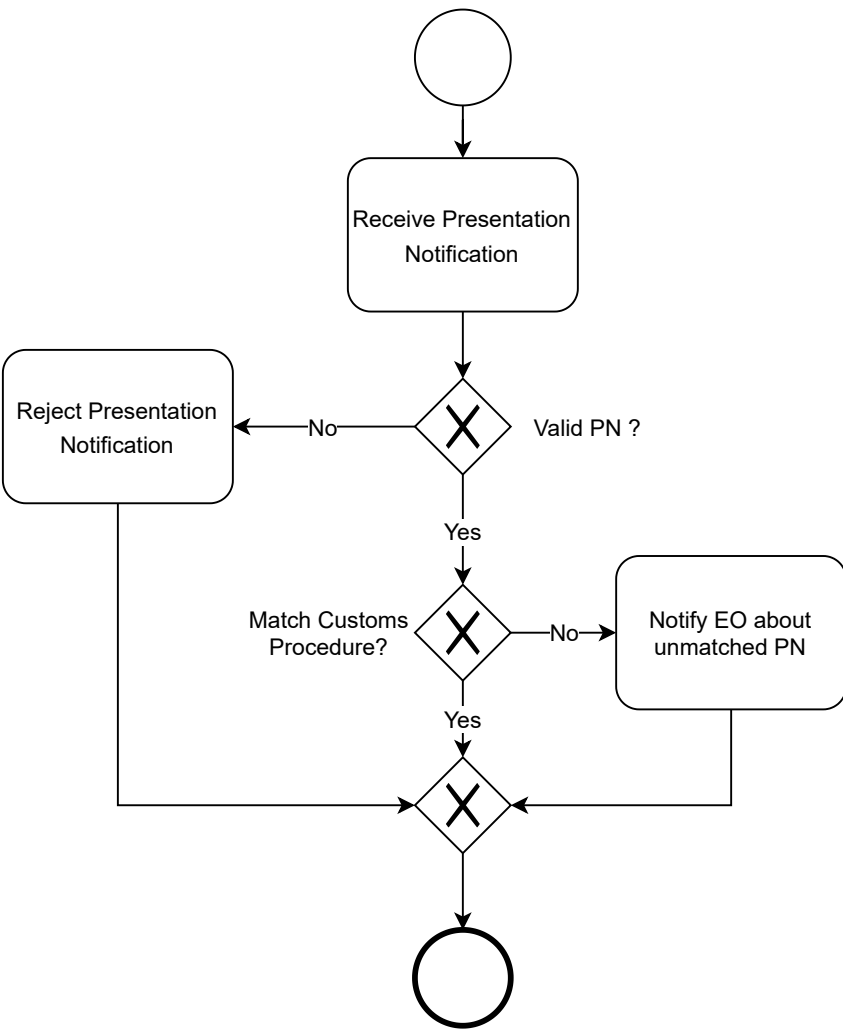 Receive Presentation
Notification
Reject Presentation
Notification
No
Valid PN ?
Yes
Match Customs
Procedure?
No
Notify EO about
unmatched PN
Yes